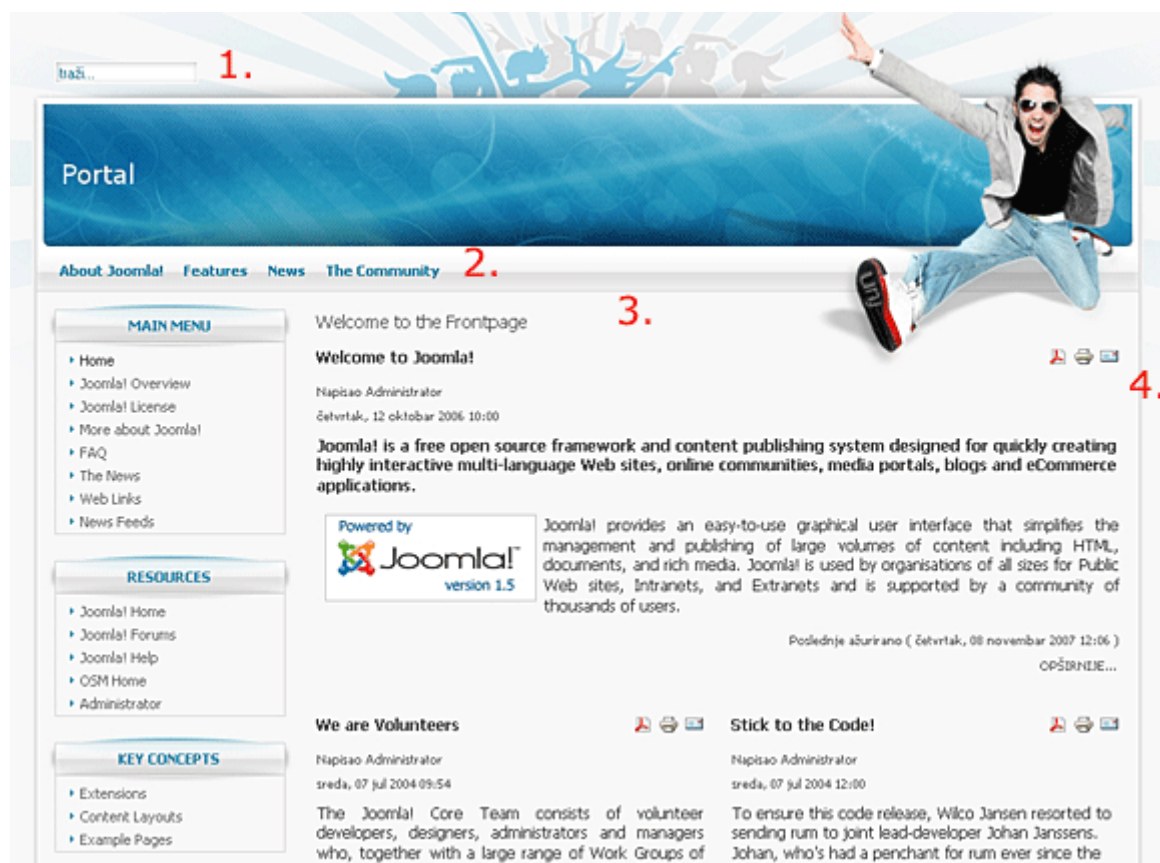 traži...
1.
Portal
About Joomla! Features News The Community
2.
3.
MAIN MENU
Home
Joomla! Overview
Joomla! License
More about Joomla!
FAQ
The News
Web Links
News Feeds
RESOURCES
Joomla! Home
Joomla! Forums
Joomla! Help
OSM Home
Administrator
KEY CONCEPTS
Extensions
Content Layouts
Example Pages
Welcome to the Frontpage
Welcome to Joomla!
4.
Napisao Administrator
četvrtak, 12 oktobar 2006 10:00
Joomla! is a free open source framework and content publishing system designed for quickly creating
highly interactive multi-language Web sites, online communities, media portals, blogs and eCommerce
applications.
Powered by
Joomla!
version 1.5
Joomla! provides an easy-to-use graphical user interface that simplifies the
management and publishing of large volumes of content including HTML,
documents, and rich media. Joomla! is used by organisations of all sizes for Public
Web sites, Intranets, and Extranets and is supported by a community of
thousands of users.
Poslednje ažurirano ( četvrtak, 08 novembar 2007 12:06 )
OPŠIRNIJE...
We are Volunteers
Napisao Administrator
sreda, 07 jul 2004 09:54
The Joomla! Core Team consists of volunteer
developers, designers, administrators and managers
who, together with a large range of Work Groups of
Stick to the Code!
Napisao Administrator
sreda, 07 jul 2004 12:00
To ensure this code release, Wilco Jansen resorted to
sending rum to joint lead-developer Johan Janssens.
Johan, who's had a penchant for rum ever since the